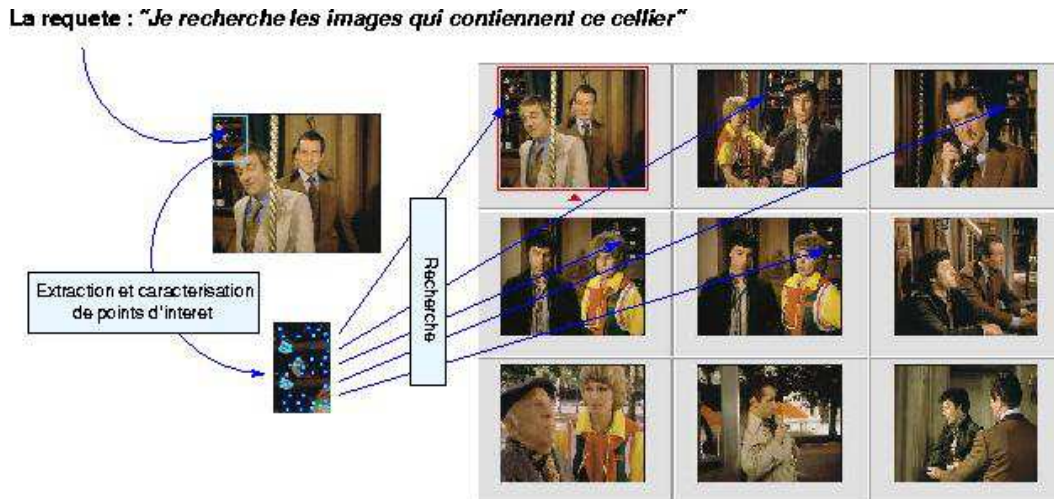 La requete : "Je recherche les images qui contiennent ce cellier"
Extraction et caracterisation
de points d'interet
Recherche